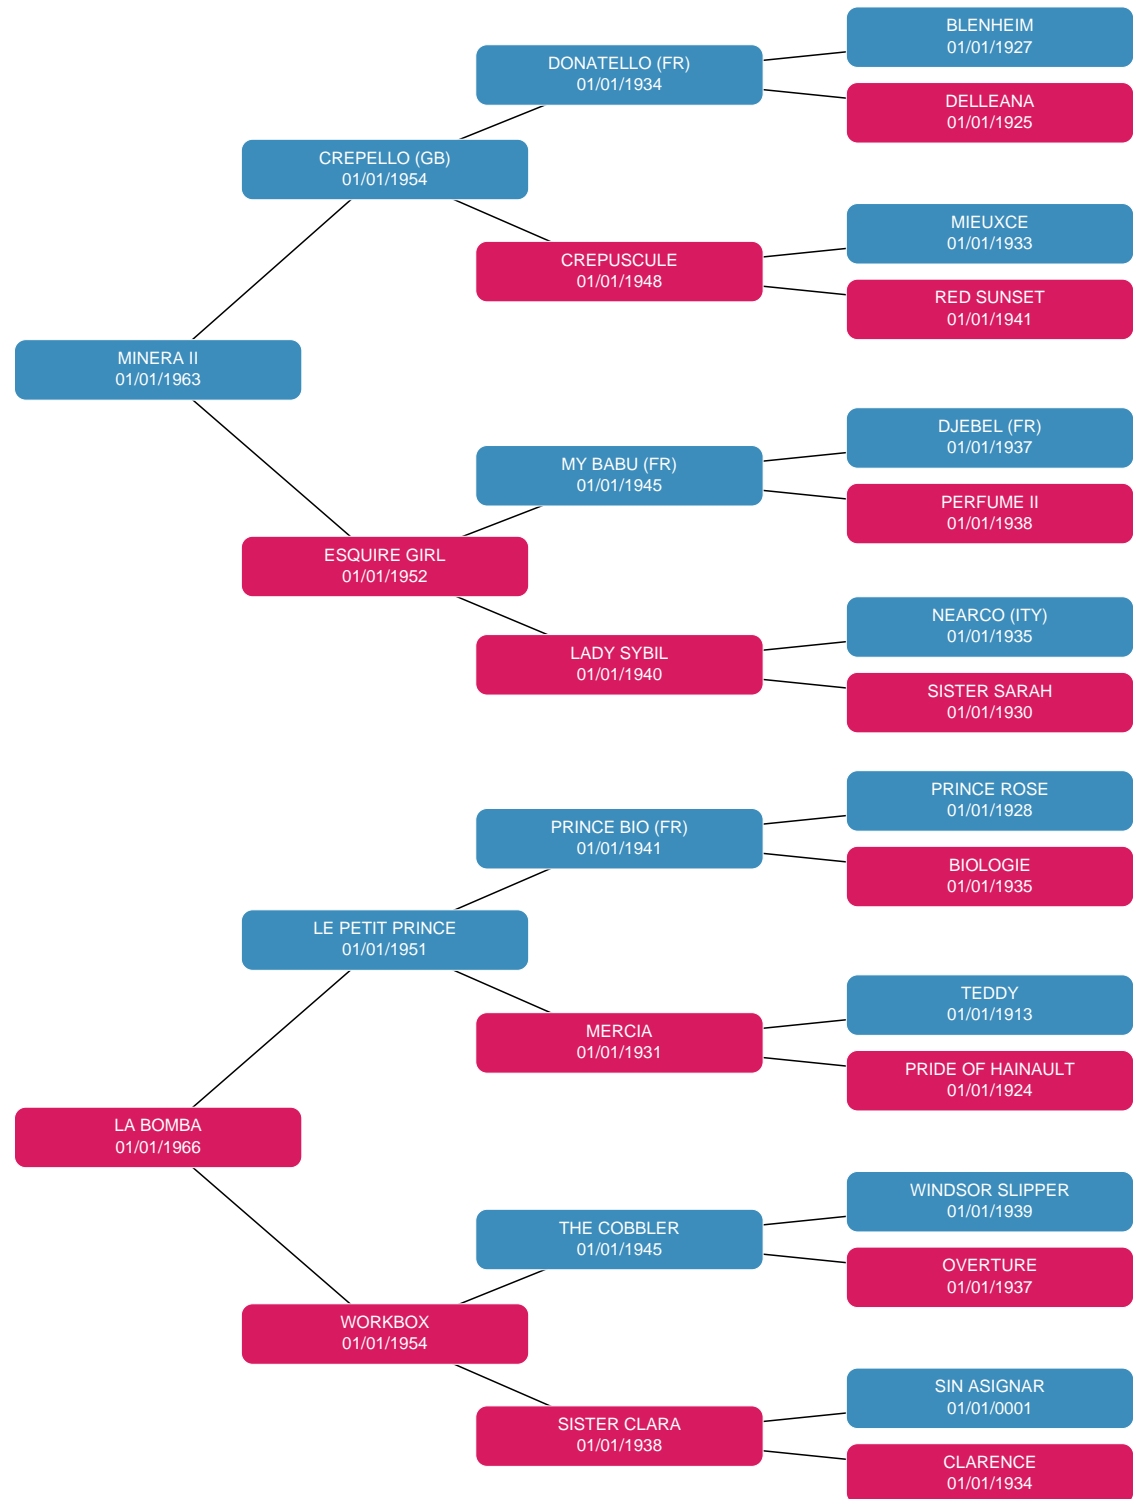 BLENHEIM
01/01/1927
DONATELLO (FR)
01/01/1934
DELLEANA
01/01/1925
CREPELLO (GB)
01/01/1954
MIEUXCE
01/01/1933
CREPUSCULE
01/01/1948
RED SUNSET
01/01/1941
MINERA II
01/01/1963
DJEBEL (FR)
01/01/1937
MY BABU (FR)
01/01/1945
PERFUME II
01/01/1938
ESQUIRE GIRL
01/01/1952
NEARCO (ITY)
01/01/1935
LADY SYBIL
01/01/1940
SISTER SARAH
01/01/1930
PRINCE ROSE
01/01/1928
PRINCE BIO (FR)
01/01/1941
BIOLOGIE
01/01/1935
LE PETIT PRINCE
01/01/1951
TEDDY
01/01/1913
MERCIA
01/01/1931
PRIDE OF HAINAULT
01/01/1924
LA BOMBA
01/01/1966
WINDSOR SLIPPER
01/01/1939
THE COBBLER
01/01/1945
OVERTURE
01/01/1937
WORKBOX
01/01/1954
SIN ASIGNAR
01/01/0001
SISTER CLARA
01/01/1938
CLARENCE
01/01/1934